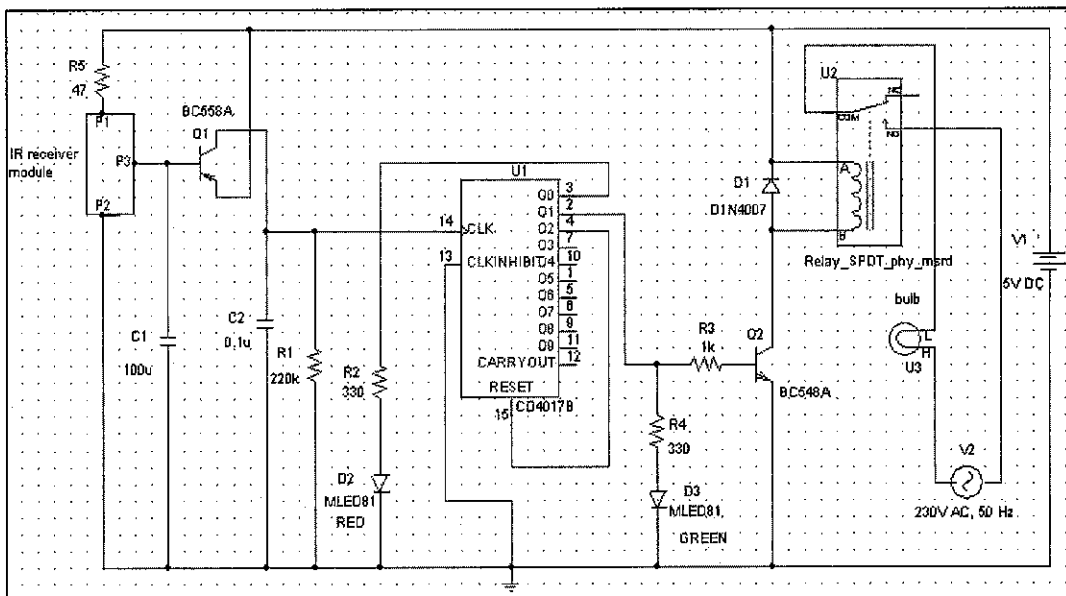 R5
47
P1
IR receiver
module
P3
P2
BC558A
Q1
C1
100u
C2
0.1u
R1
220k
R2
330
D2
MLED81
RED
U1
14
CLK
13
CLKINHIBIT
Q0
3
Q1
2
Q2
4
Q3
7
Q4
10
Q5
1
Q6
5
Q7
6
Q8
9
Q9
11
CARRYOUT
12
RESET
15
CD4017B
R3
1k
R4
330
D3
MLED81
GREEN
Q2
BC548A
D1
D1N4007
U2
NC
COM
NO
A
B
Relay_SPDT_phy_msrd
V1
5V DC
bulb
L
H
U3
V2
230V AC, 50 Hz